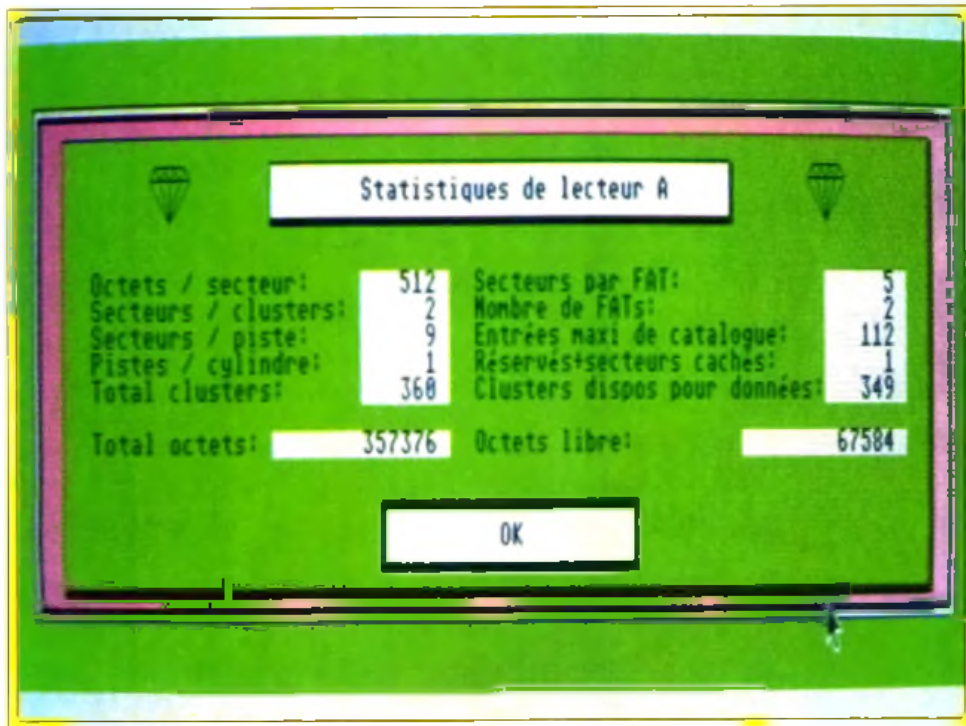 Statistiques de lecteur A
Octets / secteur: 512
Secteurs / clusters: 2
Secteurs / piste: 9
Pistes / cylindre: 1
Total clusters: 360
Secteurs par FAT: 5
Nombre de FATs: 2
Entrées maxi de catalogue: 112
Réservés+secteurs cachés: 1
Clusters dispos pour données: 349
Total octets: 357376
Octets libre: 67584
OK